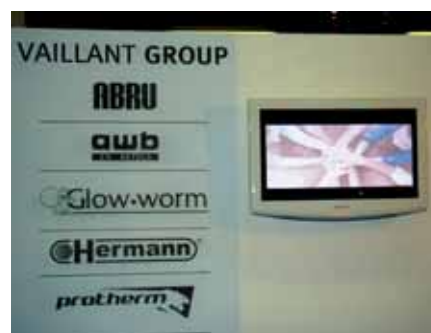 VAILLANT GROUP
ABRU
awb
Glow-worm
Hermann
protherm